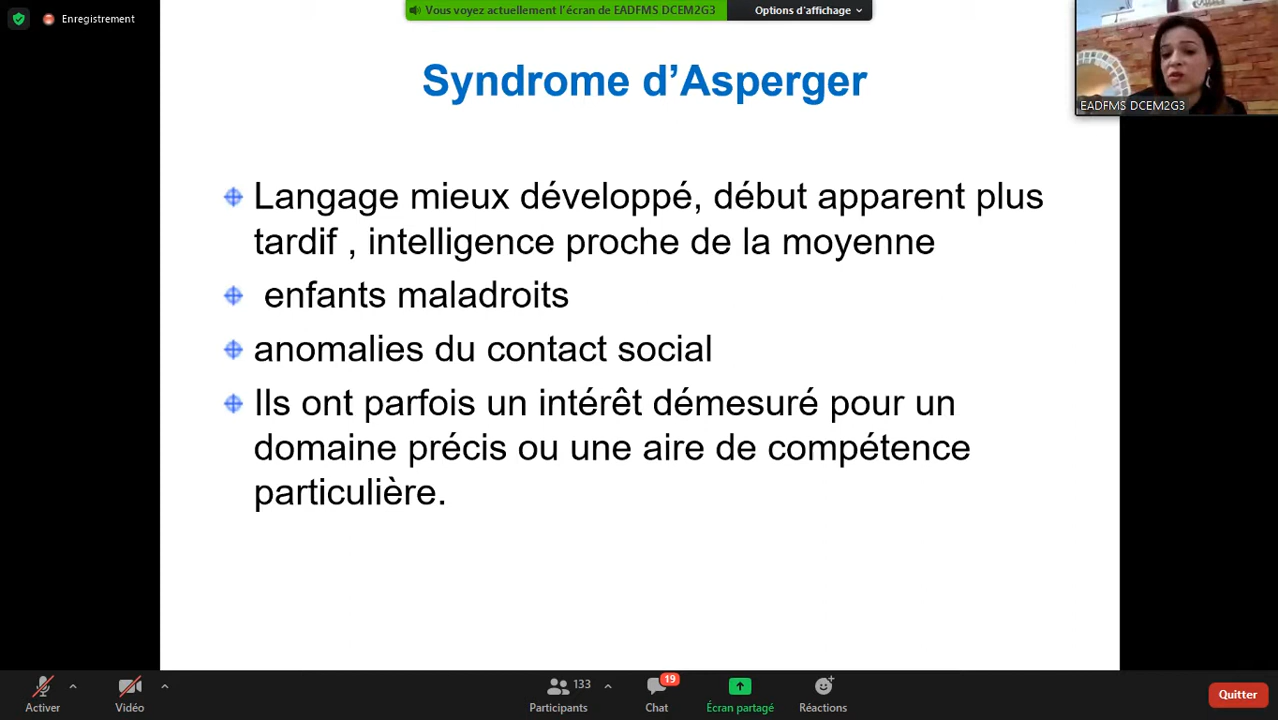 Enregistrement
Vous voyez actuellement l'écran de EADFMS DCEM2G3
Options d'affichage
EADFMS DCEM2G3
Syndrome d’Asperger
Langage mieux développé, début apparent plus
tardif , intelligence proche de la moyenne
enfants maladroits
anomalies du contact social
Ils ont parfois un intérêt démesuré pour un
domaine précis ou une aire de compétence
particulière.
Activer
Vidéo
133
Participants
19
Chat
Écran partagé
Réactions
Quitter